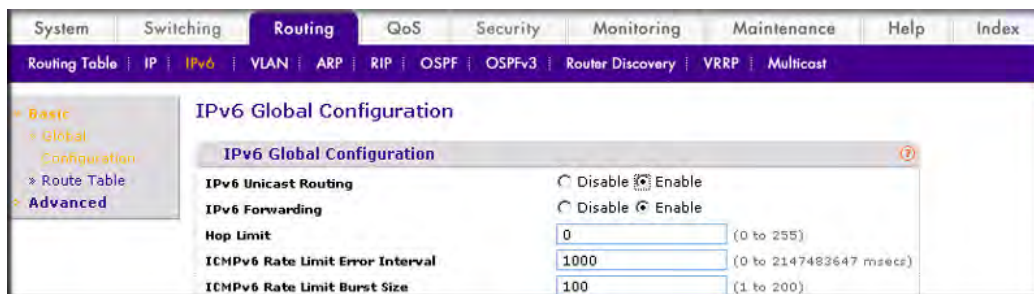 System Switching Routing QoS Security Monitoring Maintenance Help Index
Routing Table IP IPv6 VLAN ARP RIP OSPF OSPFv3 Router Discovery VRRP Multicast
Basic
» Global
Configuration
» Route Table
Advanced
IPv6 Global Configuration
IPv6 Global Configuration ?
IPv6 Unicast Routing Disable Enable
IPv6 Forwarding Disable Enable
Hop Limit 0 (0 to 255)
ICMPv6 Rate Limit Error Interval 1000 (0 to 2147483647 msecs)
ICMPv6 Rate Limit Burst Size 100 (1 to 200)